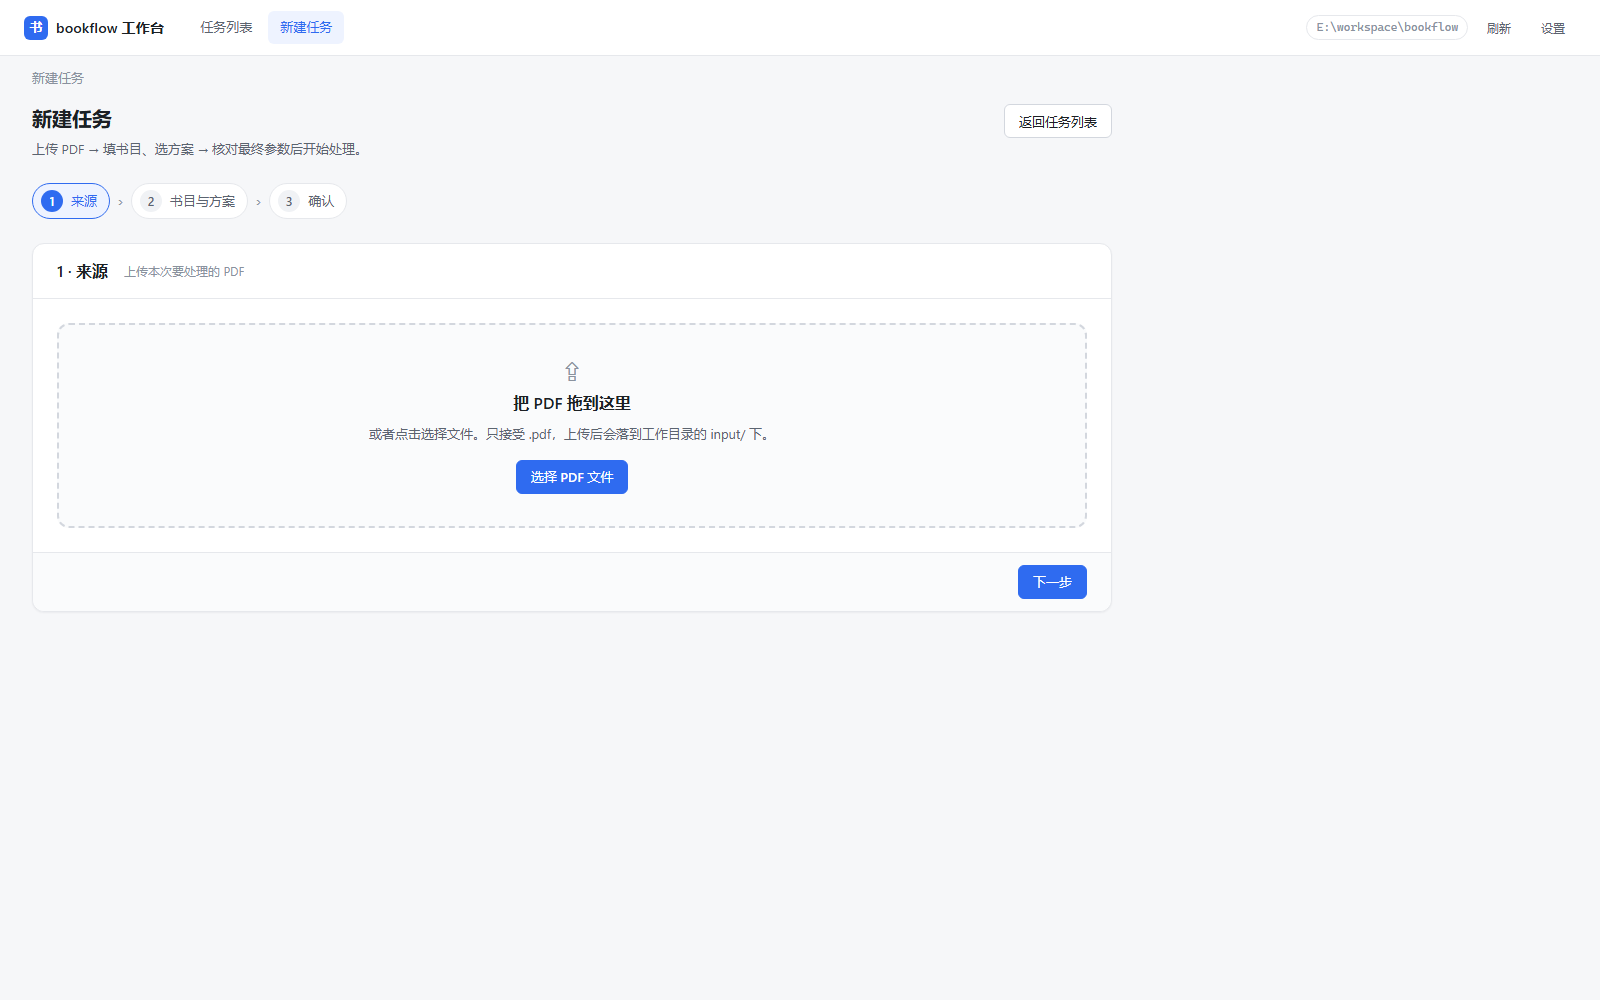 书 bookflow 工作台 任务列表 新建任务 E:\workspace\bookflow 刷新 设置
新建任务
新建任务 返回任务列表
上传 PDF → 填书目、选方案 → 核对最终参数后开始处理。
1 来源 › 2 书目与方案 › 3 确认
1 · 来源 上传本次要处理的 PDF
把 PDF 拖到这里
或者点击选择文件。只接受 .pdf，上传后会落到工作目录的 input/ 下。
选择 PDF 文件
下一步